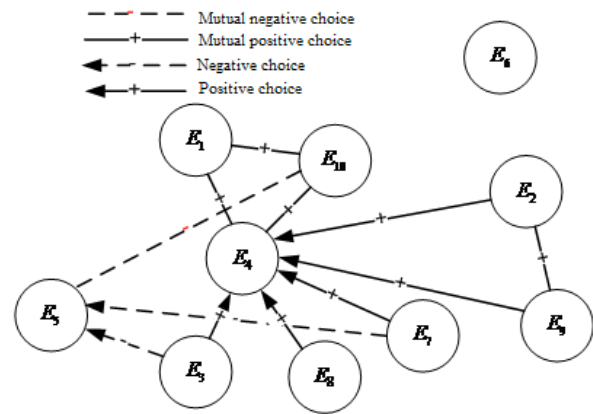 Mutual negative choice
Mutual positive choice
Negative choice
Positive choice
E6
E1
E10
E2
E4
E5
E9
E7
E3
E8